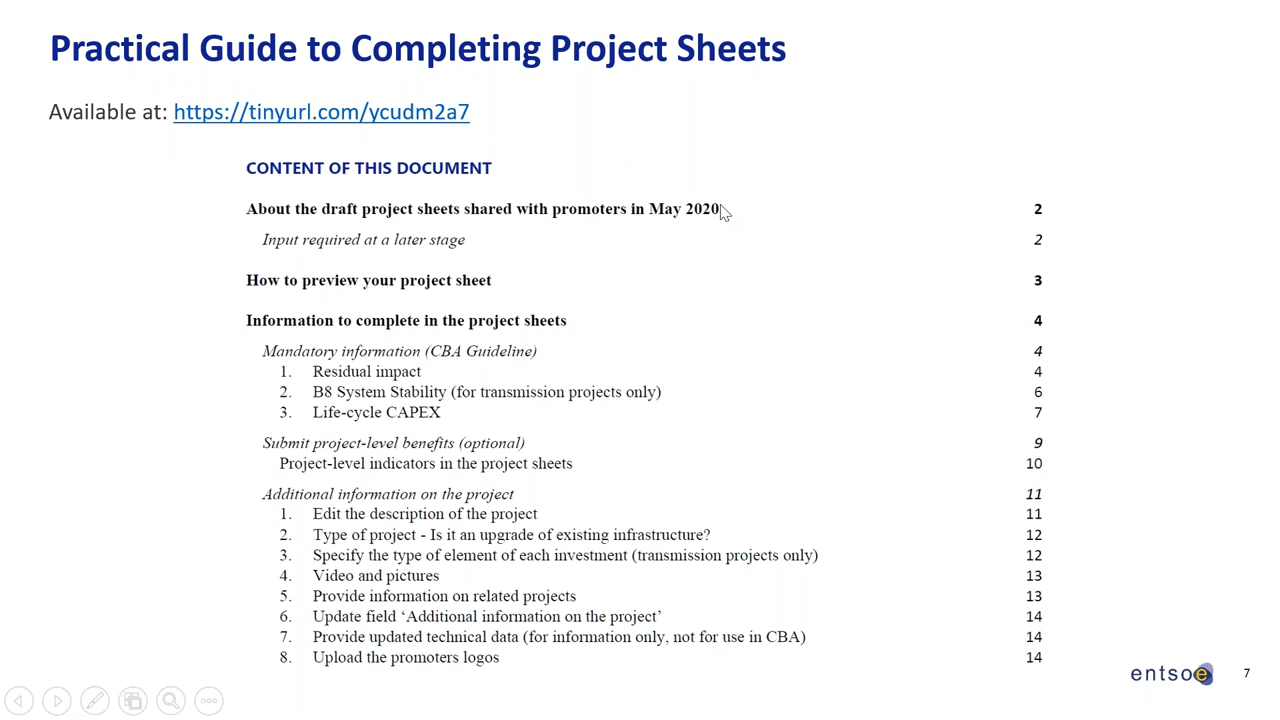 Practical Guide to Completing Project Sheets
Available at: https://tinyurl.com/ycudm2a7
CONTENT OF THIS DOCUMENT
About the draft project sheets shared with promoters in May 2020 2
Input required at a later stage 2
How to preview your project sheet 3
Information to complete in the project sheets 4
Mandatory information (CBA Guideline) 4
1. Residual impact 4
2. B8 System Stability (for transmission projects only) 6
3. Life-cycle CAPEX 7
Submit project-level benefits (optional) 9
Project-level indicators in the project sheets 10
Additional information on the project 11
1. Edit the description of the project 11
2. Type of project - Is it an upgrade of existing infrastructure? 12
3. Specify the type of element of each investment (transmission projects only) 12
4. Video and pictures 13
5. Provide information on related projects 13
6. Update field ‘Additional information on the project’ 14
7. Provide updated technical data (for information only, not for use in CBA) 14
8. Upload the promoters logos 14
entsoe 7